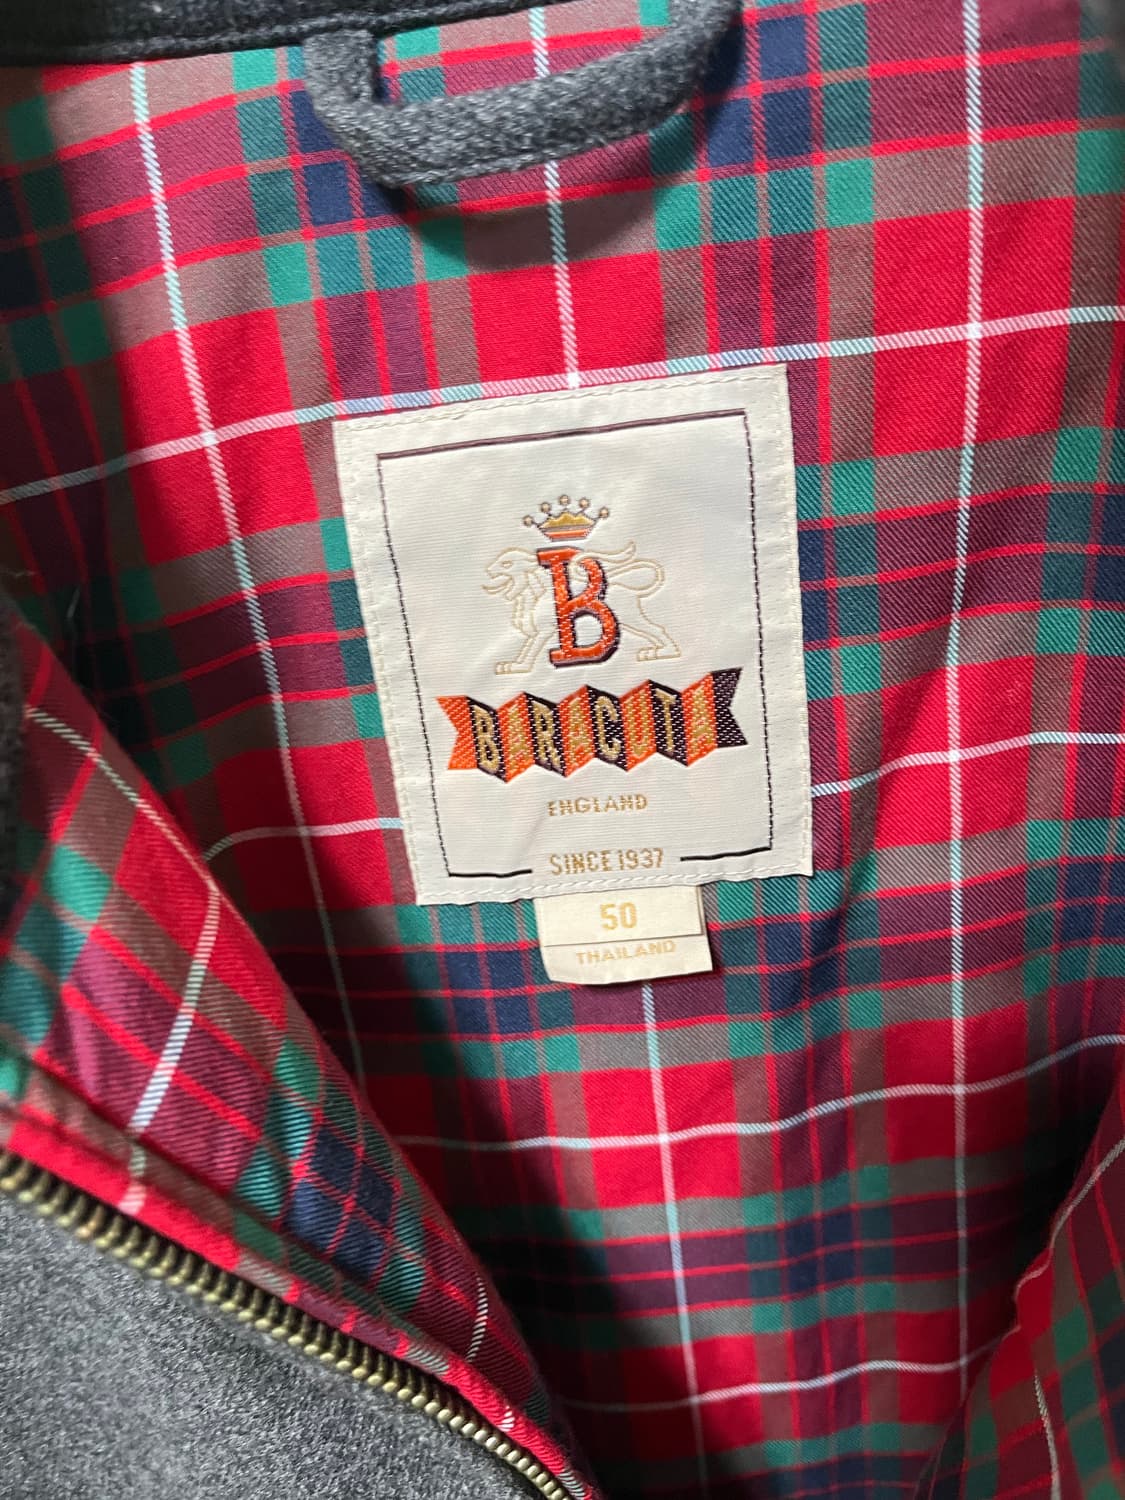 B
BARACUTA
ENGLAND
SINCE 1937
50
THAILAND